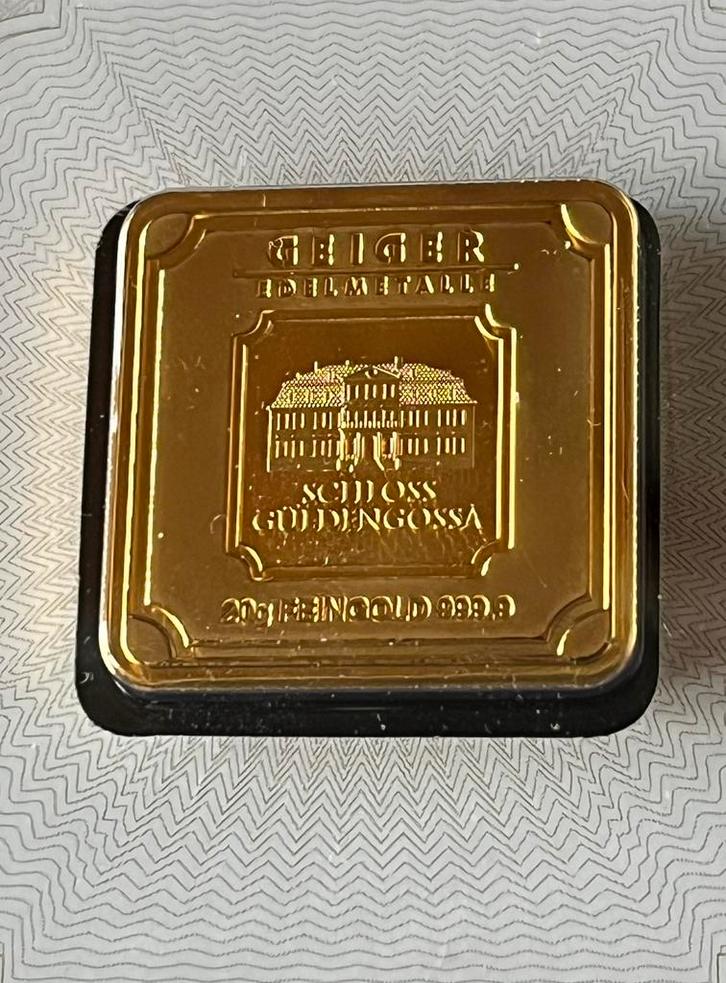 GEIGER
EDELMETALLE
SCHLOSS
GÜLDENGOSSA
20g FEINGOLD 999,9